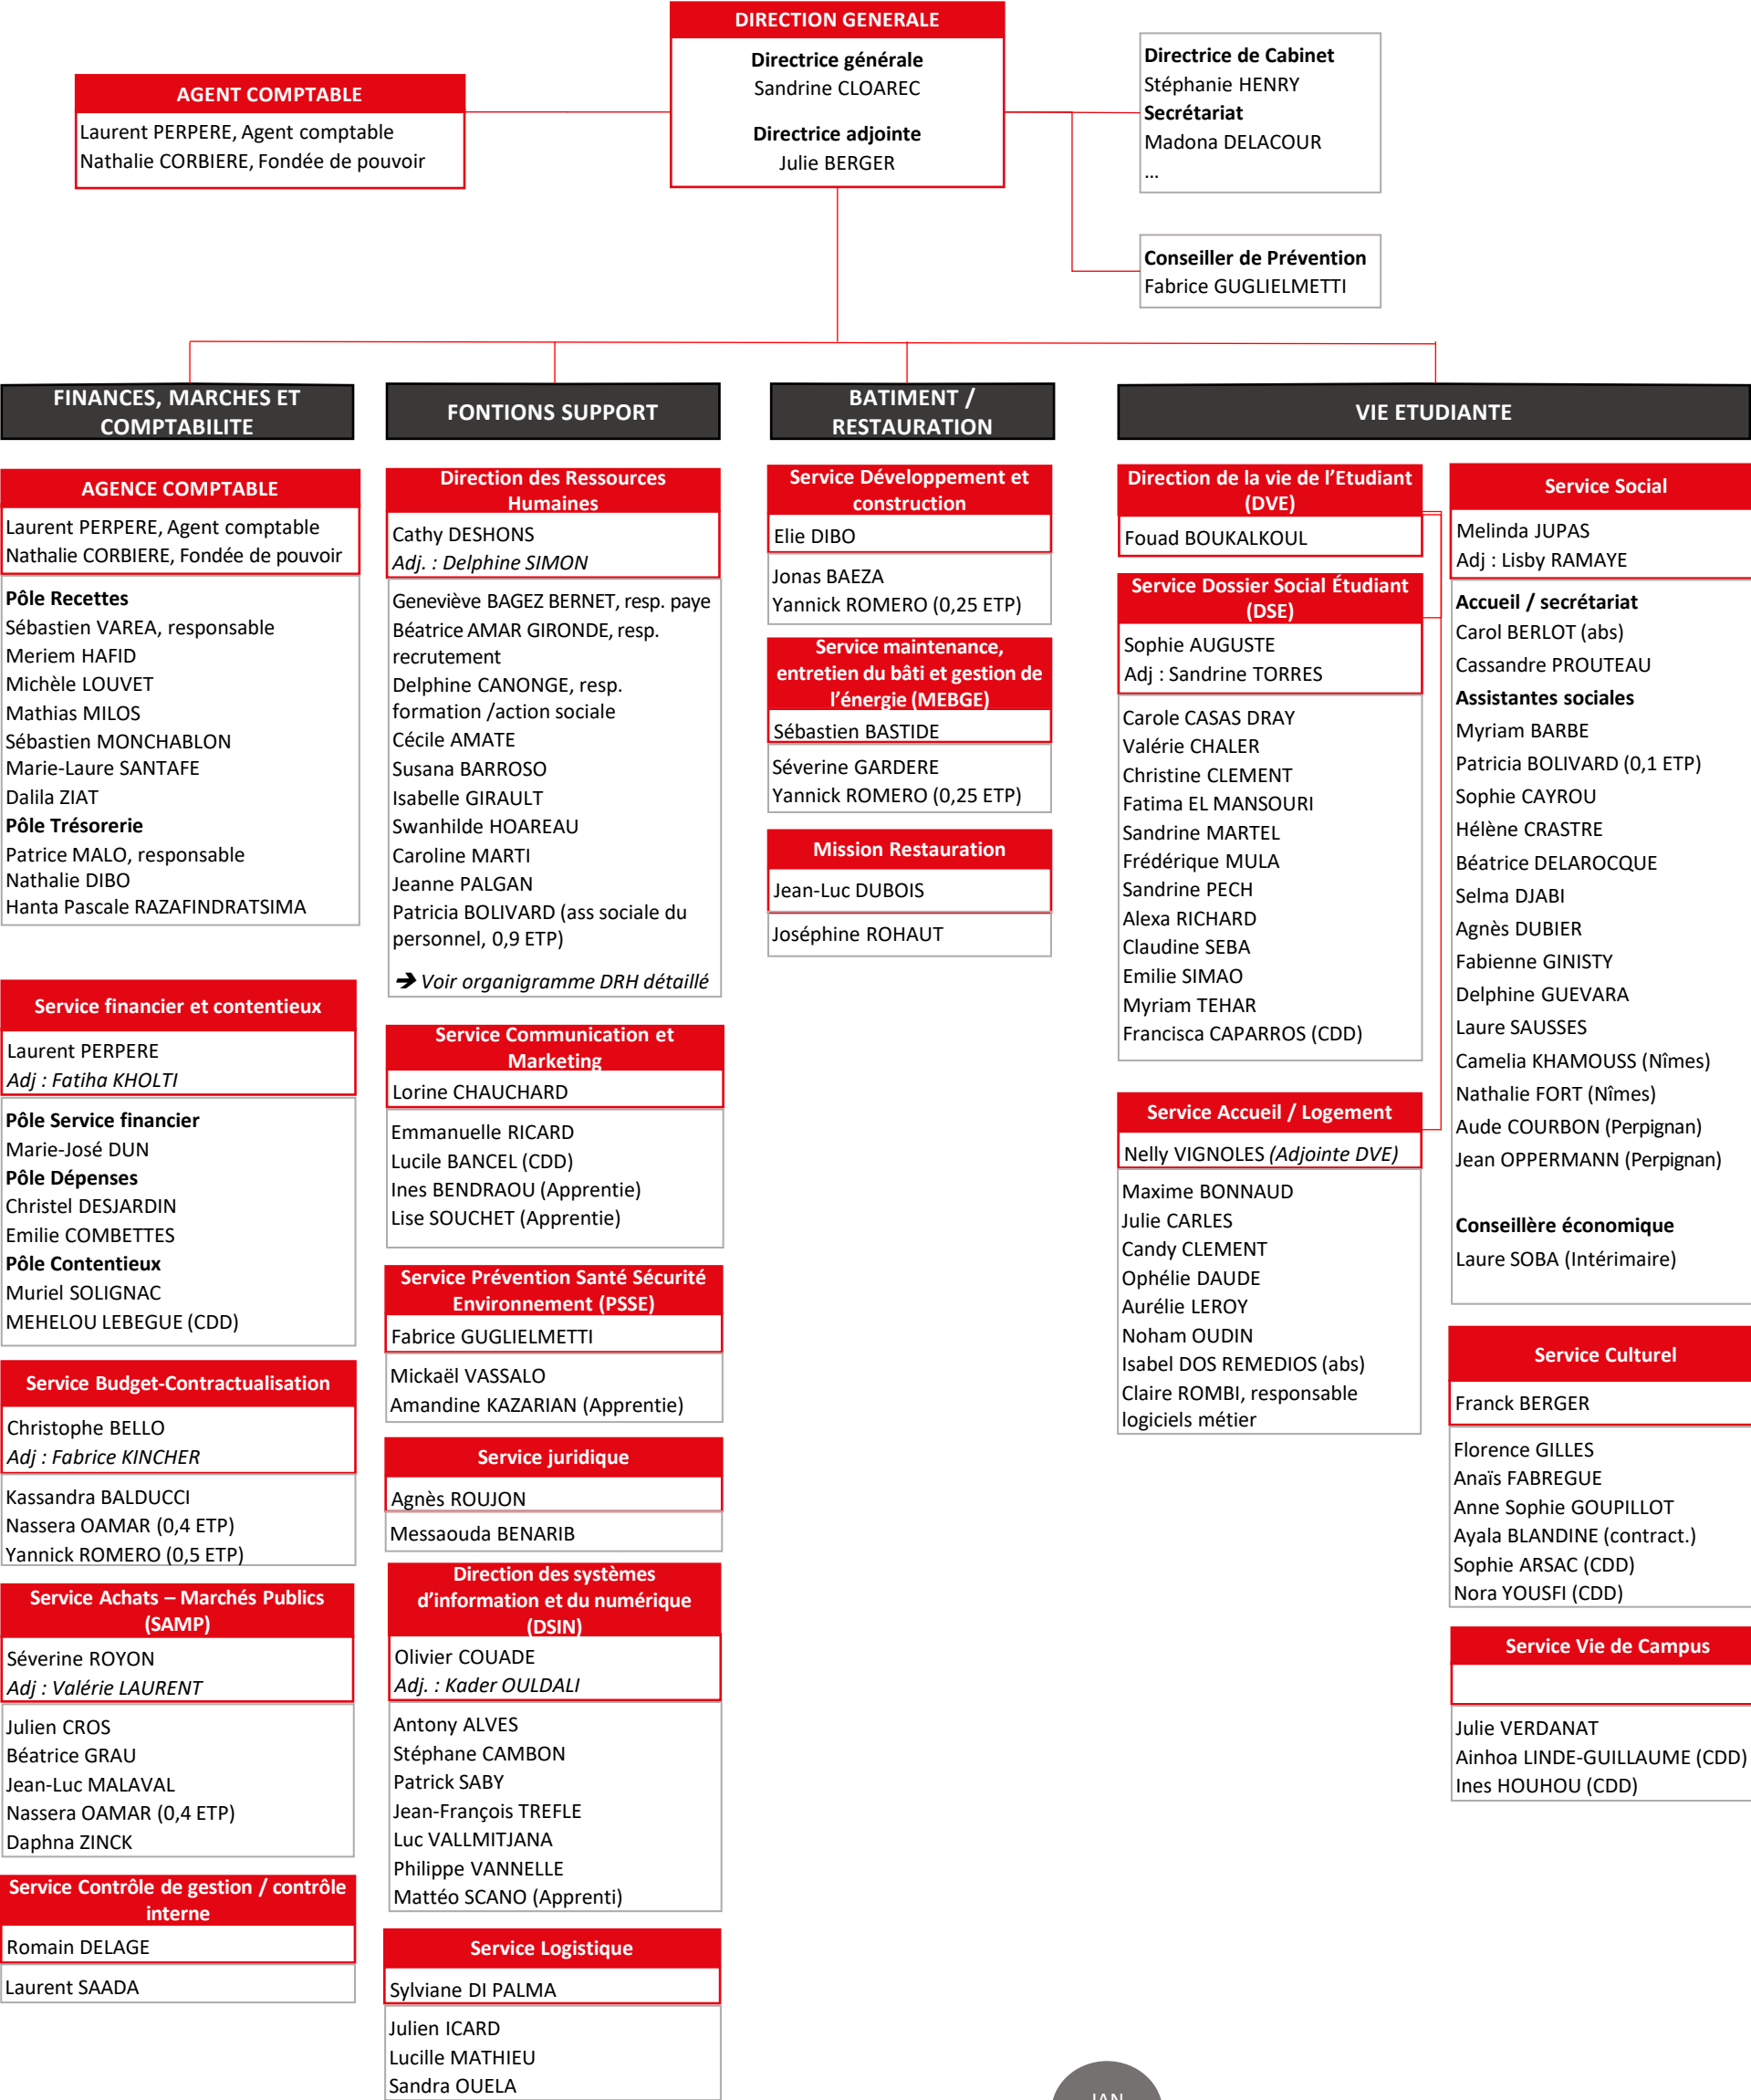 DIRECTION GENERALE
Directrice générale
Sandrine CLOAREC
Directrice adjointe
Julie BERGER
AGENT COMPTABLE
Laurent PERPERE, Agent comptable
Nathalie CORBIERE, Fondée de pouvoir
Directrice de Cabinet
Stéphanie HENRY
Secrétariat
Madona DELACOUR
...
Conseiller de Prévention
Fabrice GUGLIELMETTI
FINANCES, MARCHES ET
COMPTABILITE
AGENCE COMPTABLE
Laurent PERPERE, Agent comptable
Nathalie CORBIERE, Fondée de pouvoir
Pôle Recettes
Sébastien VAREA, responsable
Meriem HAFID
Michèle LOUVET
Mathias MILOS
Sébastien MONCHABLON
Marie-Laure SANTAFE
Dalila ZIAT
Pôle Trésorerie
Patrice MALO, responsable
Nathalie DIBO
Hanta Pascale RAZAFINDRATSIMA
Service financier et contentieux
Laurent PERPERE
Adj : Fatiha KHOLTI
Pôle Service financier
Marie-José DUN
Pôle Dépenses
Christel DESJARDIN
Emilie COMBETTES
Pôle Contentieux
Muriel SOLIGNAC
MEHELOU LEBEGUE (CDD)
Service Budget-Contractualisation
Christophe BELLO
Adj : Fabrice KINCHER
Kassandra BALDUCCI
Nassera OAMAR (0,4 ETP)
Yannick ROMERO (0,5 ETP)
Service Achats – Marchés Publics
(SAMP)
Séverine ROYON
Adj : Valérie LAURENT
Julien CROS
Béatrice GRAU
Jean-Luc MALAVAL
Nassera OAMAR (0,4 ETP)
Daphna ZINCK
Service Contrôle de gestion / contrôle
interne
Romain DELAGE
Laurent SAADA
FONTIONS SUPPORT
Direction des Ressources
Humaines
Cathy DESHONS
Adj. : Delphine SIMON
Geneviève BAGEZ BERNET, resp. paye
Béatrice AMAR GIRONDE, resp.
recrutement
Delphine CANONGE, resp.
formation /action sociale
Cécile AMATE
Susana BARROSO
Isabelle GIRAULT
Swanhilde HOAREAU
Caroline MARTI
Jeanne PALGAN
Patricia BOLIVARD (ass sociale du
personnel, 0,9 ETP)
➔ Voir organigramme DRH détaillé
Service Communication et
Marketing
Lorine CHAUCHARD
Emmanuelle RICARD
Lucile BANCEL (CDD)
Ines BENDRAOU (Apprentie)
Lise SOUCHET (Apprentie)
Service Prévention Santé Sécurité
Environnement (PSSE)
Fabrice GUGLIELMETTI
Mickaël VASSALO
Amandine KAZARIAN (Apprentie)
Service juridique
Agnès ROUJON
Messaouda BENARIB
Direction des systèmes
d'information et du numérique
(DSIN)
Olivier COUADE
Adj. : Kader OULDALI
Antony ALVES
Stéphane CAMBON
Patrick SABY
Jean-François TREFLE
Luc VALLMITJANA
Philippe VANNELLE
Mattéo SCANO (Apprenti)
Service Logistique
Sylviane DI PALMA
Julien ICARD
Lucille MATHIEU
Sandra OUELA
BATIMENT /
RESTAURATION
Service Développement et
construction
Elie DIBO
Jonas BAEZA
Yannick ROMERO (0,25 ETP)
Service maintenance,
entretien du bâti et gestion de
l'énergie (MEBGE)
Sébastien BASTIDE
Séverine GARDERE
Yannick ROMERO (0,25 ETP)
Mission Restauration
Jean-Luc DUBOIS
Joséphine ROHAUT
VIE ETUDIANTE
Direction de la vie de l'Etudiant
(DVE)
Fouad BOUKALKOUL
Service Dossier Social Étudiant
(DSE)
Sophie AUGUSTE
Adj : Sandrine TORRES
Carole CASAS DRAY
Valérie CHALER
Christine CLEMENT
Fatima EL MANSOURI
Sandrine MARTEL
Frédérique MULA
Sandrine PECH
Alexa RICHARD
Claudine SEBA
Emilie SIMAO
Myriam TEHAR
Francisca CAPARROS (CDD)
Service Accueil / Logement
Nelly VIGNOLES (Adjointe DVE)
Maxime BONNAUD
Julie CARLES
Candy CLEMENT
Ophélie DAUDE
Aurélie LEROY
Noham OUDIN
Isabel DOS REMEDIOS (abs)
Claire ROMBI, responsable
logiciels métier
Service Social
Melinda JUPAS
Adj : Lisby RAMAYE
Accueil / secrétariat
Carol BERLOT (abs)
Cassandre PROUTEAU
Assistantes sociales
Myriam BARBE
Patricia BOLIVARD (0,1 ETP)
Sophie CAYROU
Hélène CRASTRE
Béatrice DELAROCQUE
Selma DJABI
Agnès DUBIER
Fabienne GINISTY
Delphine GUEVARA
Laure SAUSSES
Camelia KHAMOUSS (Nîmes)
Nathalie FORT (Nîmes)
Aude COURBON (Perpignan)
Jean OPPERMANN (Perpignan)
Conseillère économique
Laure SOBA (Intérimaire)
Service Culturel
Franck BERGER
Florence GILLES
Anaïs FABREGUE
Anne Sophie GOUPILLOT
Ayala BLANDINE (contract.)
Sophie ARSAC (CDD)
Nora YOUSFI (CDD)
Service Vie de Campus
Julie VERDANAT
Ainhoa LINDE-GUILLAUME (CDD)
Ines HOUHOU (CDD)
JAN